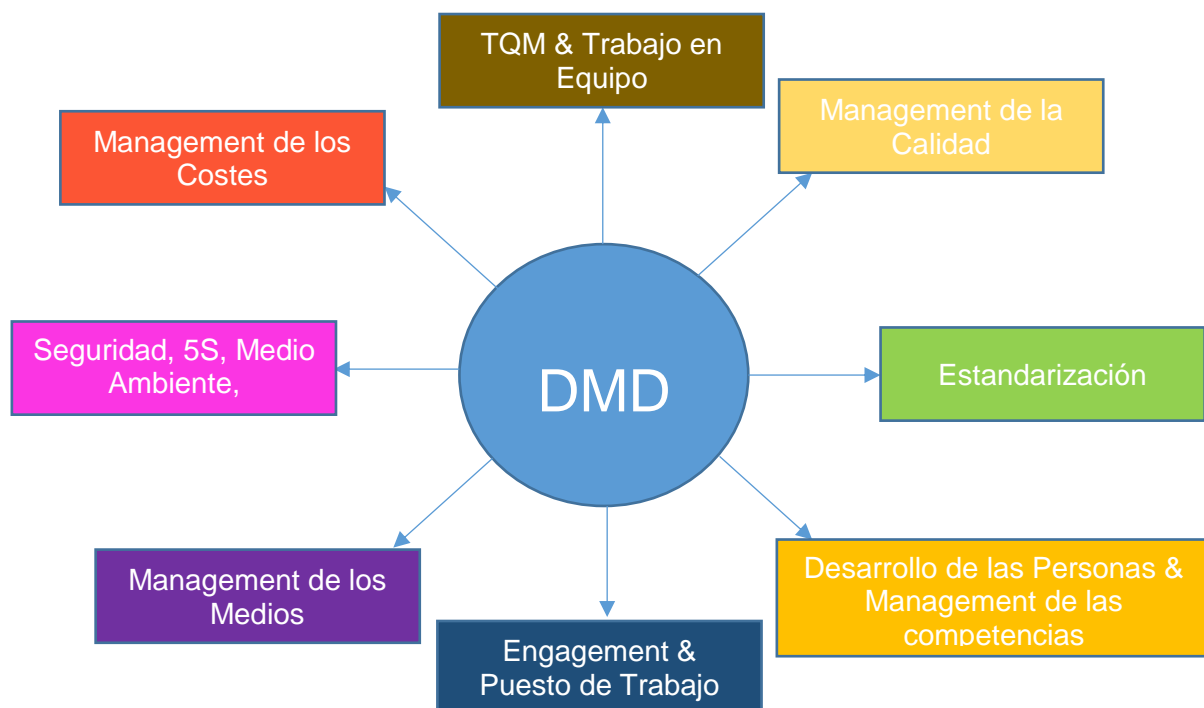 TQM & Trabajo en
Equipo
Management de la
Calidad
Management de los
Costes
Seguridad, 5S, Medio
Ambiente,
DMD
Estandarización
Management de los
Medios
Desarrollo de las Personas &
Management de las
competencias
Engagement &
Puesto de Trabajo